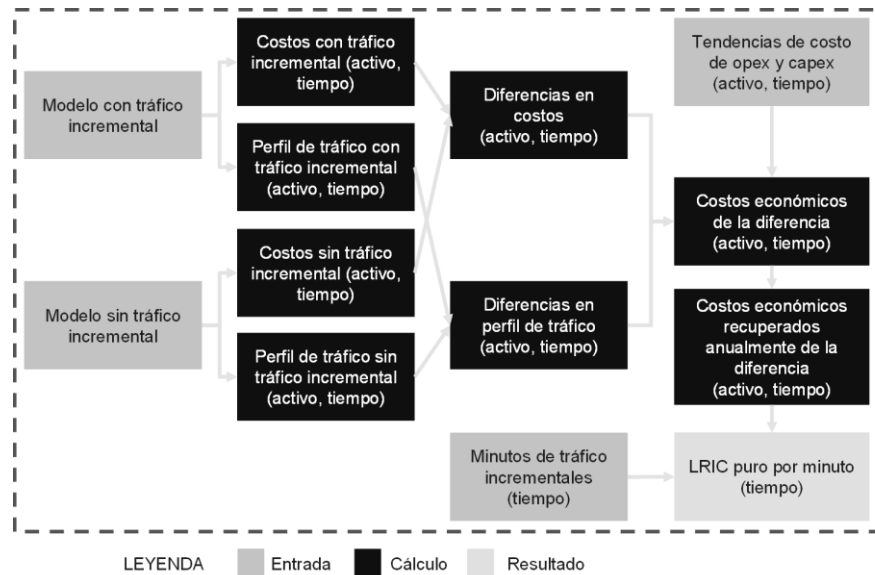 Modelo con tráfico
incremental
Modelo sin tráfico
incremental
Costos con tráfico
incremental (activo,
tiempo)
Perfil de tráfico con
tráfico incremental
(activo, tiempo)
Costos sin tráfico
incremental (activo,
tiempo)
Perfil de tráfico sin
tráfico incremental
(activo, tiempo)
Diferencias en
costos
(activo, tiempo)
Diferencias en
perfil de tráfico
(activo, tiempo)
Minutos de tráfico
incrementales
(tiempo)
Tendencias de costo
de opex y capex
(activo, tiempo)
Costos económicos
de la diferencia
(activo, tiempo)
Costos económicos
recuperados
anualmente de la
diferencia
(activo, tiempo)
LRIC puro por minuto
(tiempo)
LEYENDA Entrada Cálculo Resultado